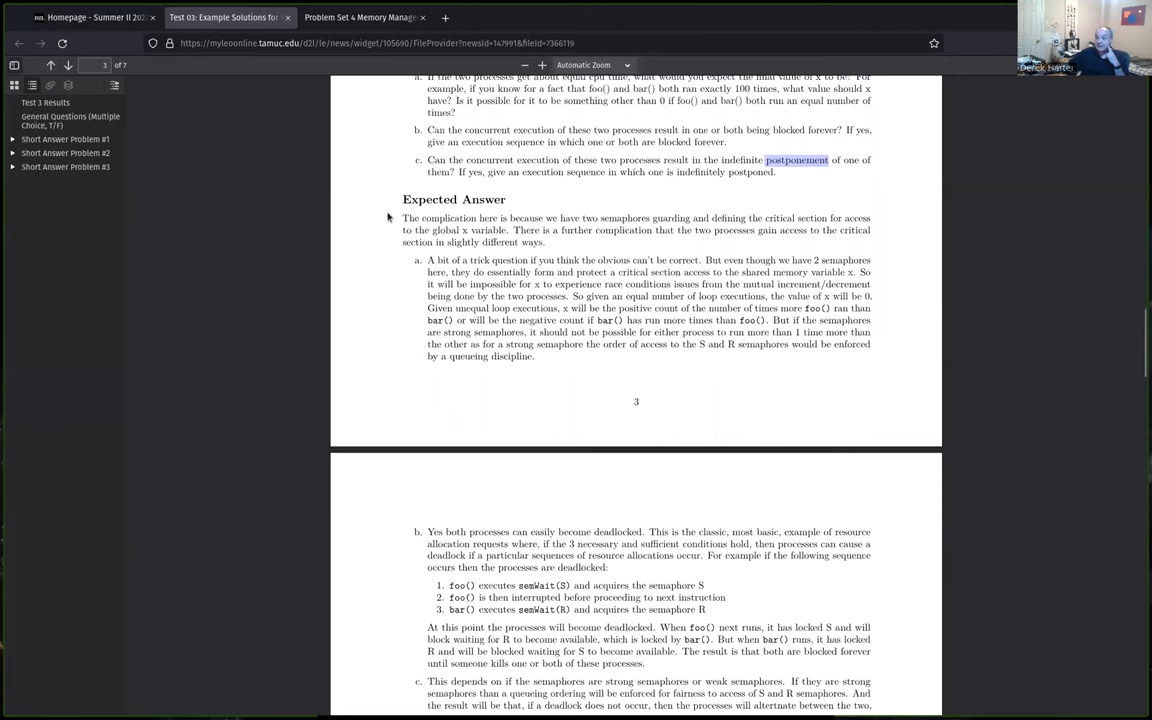 Homepage - Summer II 202
Test 03: Example Solutions for
Problem Set 4 Memory Manage
https://myleoonline.tamuc.edu/d2l/le/news/widget/105690/FileProvider?newsId=147991&fileId=7366119
3 of 7
Automatic Zoom
Derek Harte
Test 3 Results
General Questions (Multiple
Choice, T/F)
Short Answer Problem #1
Short Answer Problem #2
Short Answer Problem #3
a. If the two processes get about equal cpu time, what would you expect the final value of x to be? For
example, if you know for a fact that foo() and bar() both ran exactly 100 times, what value should x
have? Is it possible for it to be something other than 0 if foo() and bar() both run an equal number of
times?
b. Can the concurrent execution of these two processes result in one or both being blocked forever? If yes,
give an execution sequence in which one or both are blocked forever.
c. Can the concurrent execution of these two processes result in the indefinite postponement of one of
them? If yes, give an execution sequence in which one is indefinitely postponed.
Expected Answer
The complication here is because we have two semaphores guarding and defining the critical section for access
to the global x variable. There is a further complication that the two processes gain access to the critical
section in slightly different ways.
a. A bit of a trick question if you think the obvious can't be correct. But even though we have 2 semaphores
here, they do essentially form and protect a critical section access to the shared memory variable x. So
it will be impossible for x to experience race conditions issues from the mutual increment/decrement
being done by the two processes. So given an equal number of loop executions, the value of x will be 0.
Given unequal loop executions, x will be the positive count of the number of times more foo() ran than
bar() or will be the negative count if bar() has run more times than foo(). But if the semaphores
are strong semaphores, it should not be possible for either process to run more than 1 time more than
the other as for a strong semaphore the order of access to the S and R semaphores would be enforced
by a queueing discipline.
3
b. Yes both processes can easily become deadlocked. This is the classic, most basic, example of resource
allocation requests where, if the 3 necessary and sufficient conditions hold, then processes can cause a
deadlock if a particular sequences of resource allocations occur. For example if the following sequence
occurs then the processes are deadlocked:
1. foo() executes semWait(S) and acquires the semaphore S
2. foo() is then interrupted before proceeding to next instruction
3. bar() executes semWait(R) and acquires the semaphore R
At this point the processes will become deadlocked. When foo() next runs, it has locked S and will
block waiting for R to become available, which is locked by bar(). But when bar() runs, it has locked
R and will be blocked waiting for S to become available. The result is that both are blocked forever
until someone kills one or both of these processes.
c. This depends on if the semaphores are strong semaphores or weak semaphores. If they are strong
semaphores than a queueing ordering will be enforced for fairness to access of S and R semaphores. And
the result will be that, if a deadlock does not occur, then the processes will altertnate between the two,